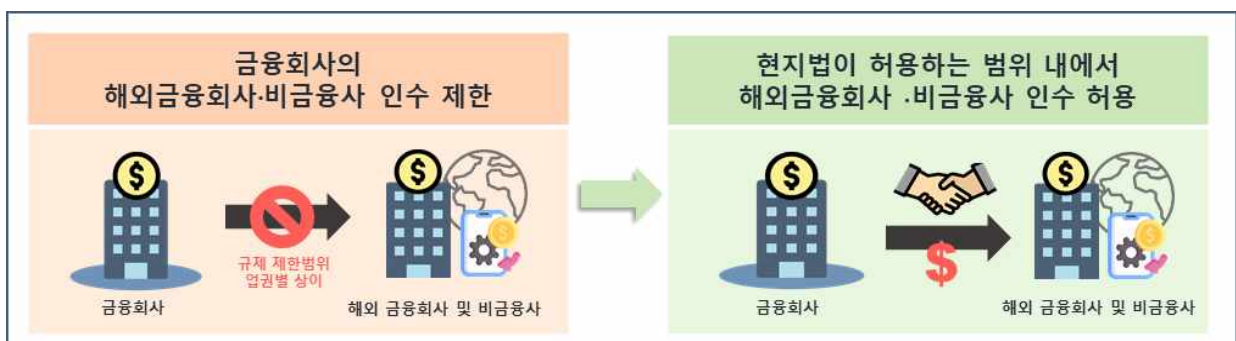 금융회사의
해외금융회사·비금융사 인수 제한
$
$
규제 제한범위
업권별 상이
금융회사
해외 금융회사 및 비금융사
현지법이 허용하는 범위 내에서
해외금융회사 .비금융사 인수 허용
$
$
$
금융회사
해외 금융회사 및 비금융사